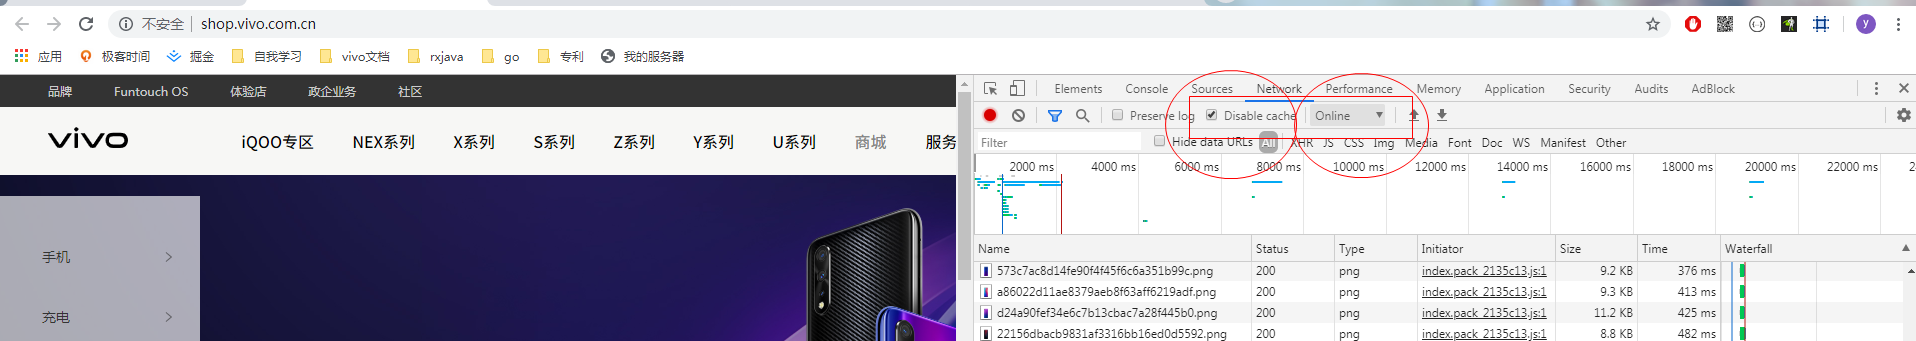 不安全 shop.vivo.com.cn y
应用 极客时间 掘金 自我学习 vivo文档 rxjava go 专利 我的服务器
品牌 Funtouch OS 体验店 政企业务 社区
vivo iQOO专区 NEX系列 X系列 S系列 Z系列 Y系列 U系列 商城 服务
手机
充电
Elements Console Sources Network Performance Memory Application Security Audits AdBlock
Preserve log Disable cache Online
Filter Hide data URLs All XHR JS CSS Img Media Font Doc WS Manifest Other
2000 ms 4000 ms 6000 ms 8000 ms 10000 ms 12000 ms 14000 ms 16000 ms 18000 ms 20000 ms 22000 ms
Name Status Type Initiator Size Time Waterfall
573c7ac8d14fe90f4f45f6c6a351b99c.png 200 png index.pack_2135c13.js:1 9.2 KB 376 ms
a86022d11ae8379aeb8f63aff6219adf.png 200 png index.pack_2135c13.js:1 9.3 KB 413 ms
d24a90fef34e6c7b13cbac7a28f445b0.png 200 png index.pack_2135c13.js:1 11.2 KB 425 ms
22156dbacb9831af3316bb16ed0d5592.png 200 png index.pack_2135c13.js:1 8.8 KB 482 ms